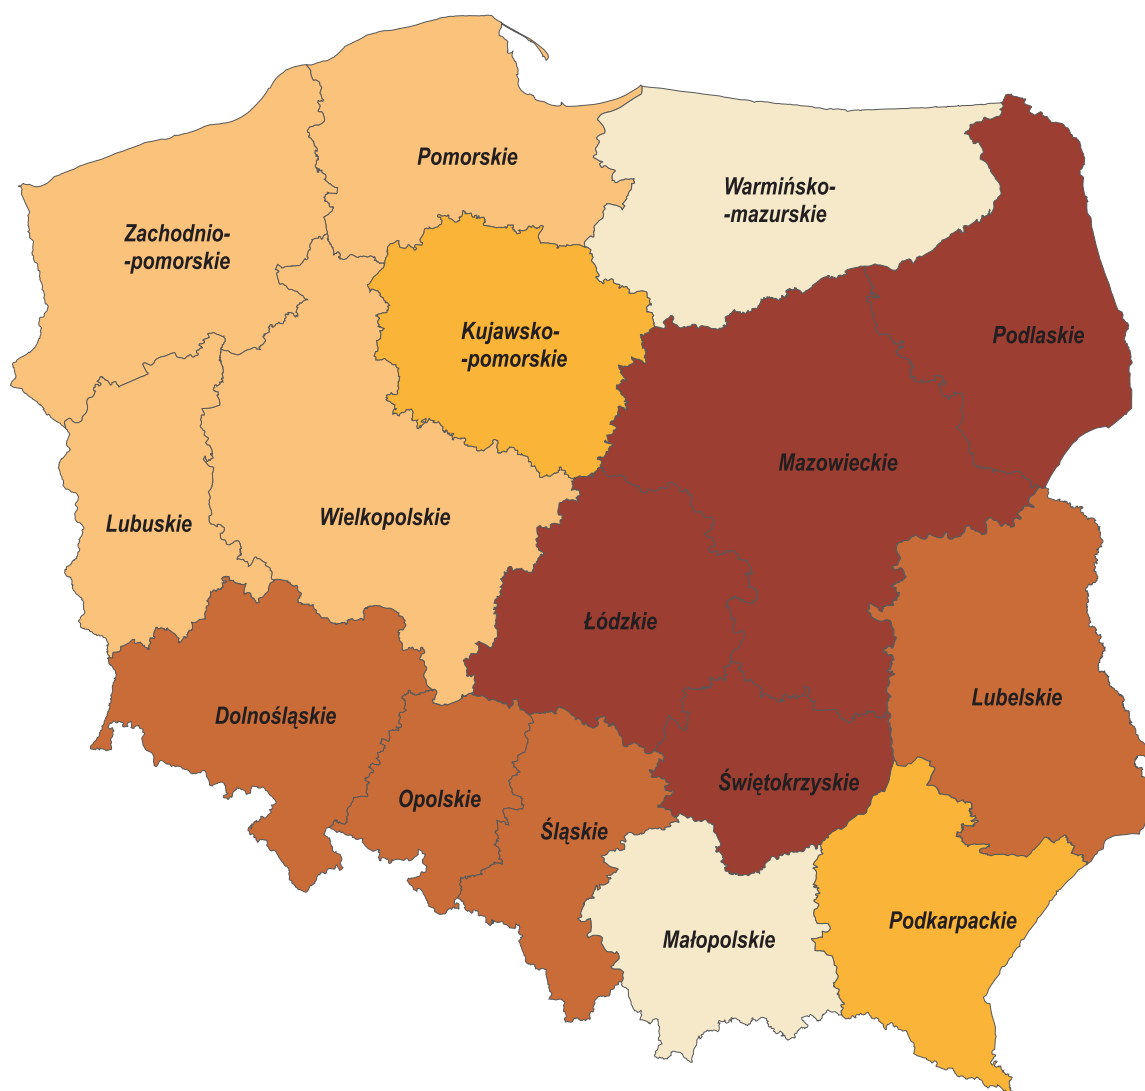 Pomorskie
Warmińsko-
-mazurskie
Zachodnio-
-pomorskie
Kujawsko-
-pomorskie
Podlaskie
Mazowieckie
Lubuskie
Wielkopolskie
Łódzkie
Lubelskie
Dolnośląskie
Świętokrzyskie
Opolskie
Śląskie
Podkarpackie
Małopolskie